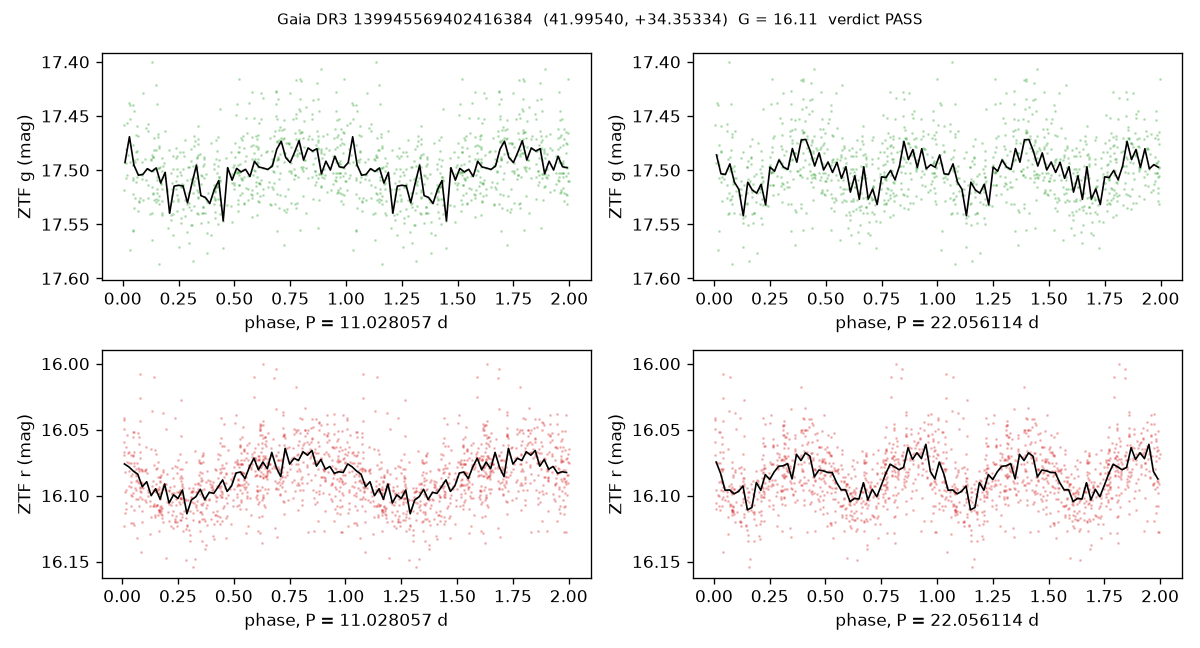 Gaia DR3 139945569402416384  (41.99540, +34.35334)  G = 16.11  verdict PASS
17.40
17.45
17.50
17.55
17.60
ZTF g (mag)
0.00 0.25 0.50 0.75 1.00 1.25 1.50 1.75 2.00
phase, P = 11.028057 d
17.40
17.45
17.50
17.55
17.60
ZTF g (mag)
0.00 0.25 0.50 0.75 1.00 1.25 1.50 1.75 2.00
phase, P = 22.056114 d
16.00
16.05
16.10
16.15
ZTF r (mag)
0.00 0.25 0.50 0.75 1.00 1.25 1.50 1.75 2.00
phase, P = 11.028057 d
16.00
16.05
16.10
16.15
ZTF r (mag)
0.00 0.25 0.50 0.75 1.00 1.25 1.50 1.75 2.00
phase, P = 22.056114 d